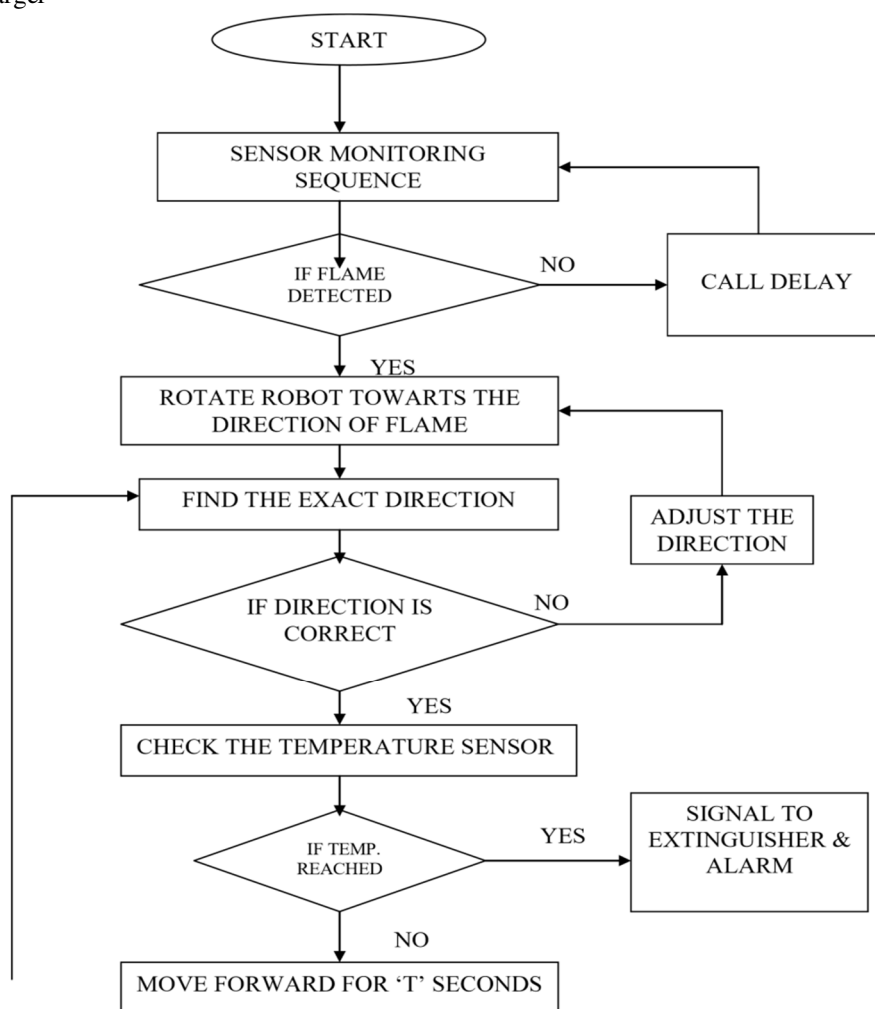 START
SENSOR MONITORING
SEQUENCE
IF FLAME
DETECTED
NO
CALL DELAY
YES
ROTATE ROBOT TOWARTS THE
DIRECTION OF FLAME
FIND THE EXACT DIRECTION
ADJUST THE
DIRECTION
IF DIRECTION IS
CORRECT
NO
YES
CHECK THE TEMPERATURE SENSOR
IF TEMP.
REACHED
YES
SIGNAL TO
EXTINGUISHER &
ALARM
NO
MOVE FORWARD FOR ‘T’ SECONDS